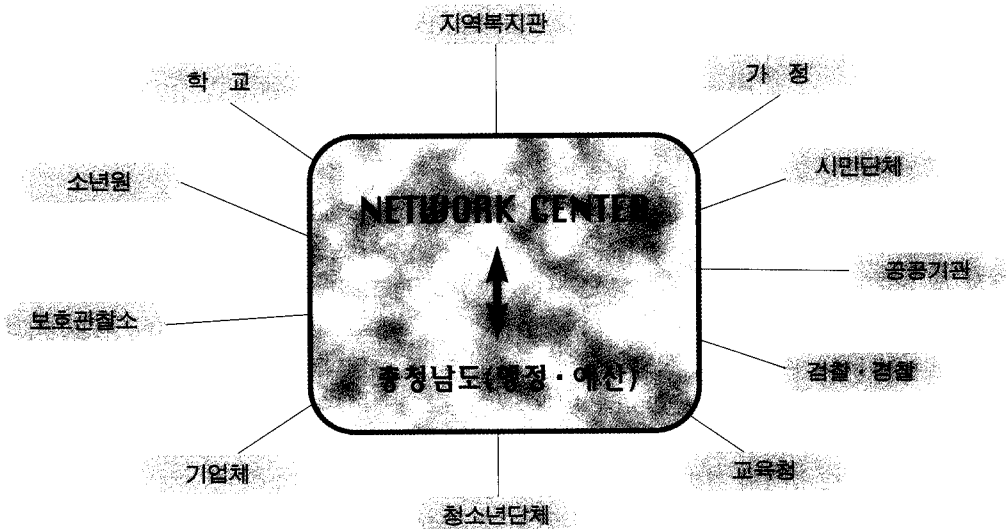 지역복지관
학 교
가 정
소년원
시민단체
NETWORK CENTER
공공기관
보호관찰소
충청남도(행정·예산)
검찰·경찰
기업체
교육청
청소년단체